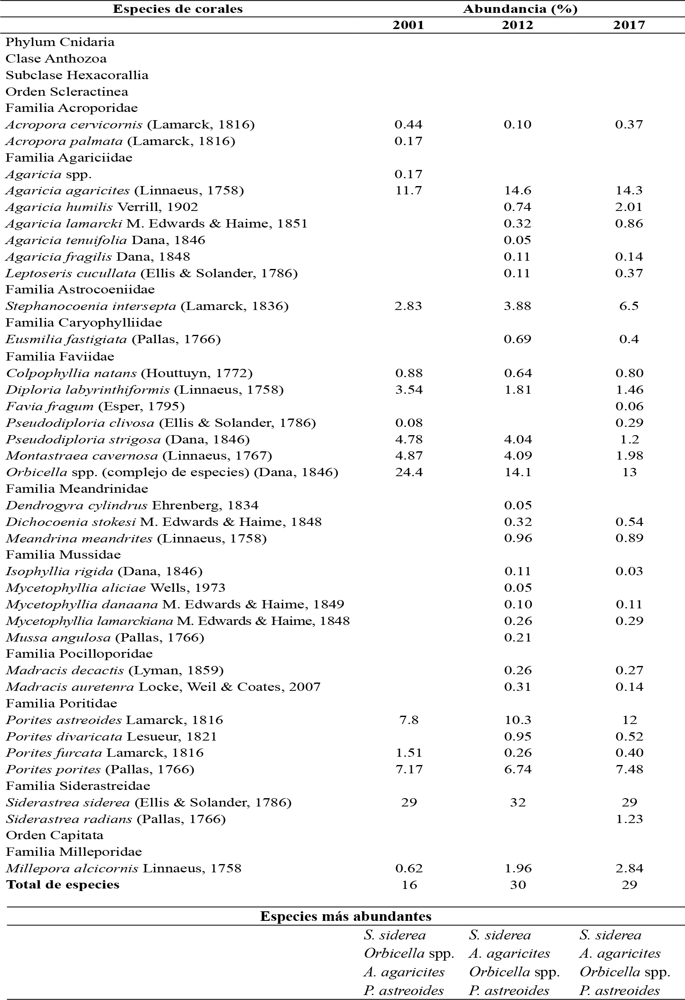 Especies de corales Abundancia (%)
2001 2012 2017
Phylum Cnidaria
Clase Anthozoa
Subclase Hexacorallia
Orden Scleractinea
Familia Acroporidae
Acropora cervicornis (Lamarck, 1816) 0.44 0.10 0.37
Acropora palmata (Lamarck, 1816) 0.17
Familia Agariciidae
Agaricia spp. 0.17
Agaricia agaricites (Linnaeus, 1758) 11.7 14.6 14.3
Agaricia humilis Verrill, 1902 0.74 2.01
Agaricia lamarcki M. Edwards & Haime, 1851 0.32 0.86
Agaricia tenuifolia Dana, 1846 0.05
Agaricia fragilis Dana, 1848 0.11 0.14
Leptoseris cucullata (Ellis & Solander, 1786) 0.11 0.37
Familia Astrocoeniidae
Stephanocoenia intersepta (Lamarck, 1836) 2.83 3.88 6.5
Familia Caryophylliidae
Eusmilia fastigiata (Pallas, 1766) 0.69 0.4
Familia Faviidae
Colpophyllia natans (Houttuyn, 1772) 0.88 0.64 0.80
Diploria labyrinthiformis (Linnaeus, 1758) 3.54 1.81 1.46
Favia fragum (Esper, 1795) 0.06
Pseudodiploria clivosa (Ellis & Solander, 1786) 0.08 0.29
Pseudodiploria strigosa (Dana, 1846) 4.78 4.04 1.2
Montastraea cavernosa (Linnaeus, 1767) 4.87 4.09 1.98
Orbicella spp. (complejo de especies) (Dana, 1846) 24.4 14.1 13
Familia Meandrinidae
Dendrogyra cylindrus Ehrenberg, 1834 0.05
Dichocoenia stokesi M. Edwards & Haime, 1848 0.32 0.54
Meandrina meandrites (Linnaeus, 1758) 0.96 0.89
Familia Mussidae
Isophyllia rigida (Dana, 1846) 0.11 0.03
Mycetophyllia aliciae Wells, 1973 0.05
Mycetophyllia danaana M. Edwards & Haime, 1849 0.10 0.11
Mycetophyllia lamarckiana M. Edwards & Haime, 1848 0.26 0.29
Mussa angulosa (Pallas, 1766) 0.21
Familia Pocilloporidae
Madracis decactis (Lyman, 1859) 0.26 0.27
Madracis auretenra Locke, Weil & Coates, 2007 0.31 0.14
Familia Poritidae
Porites astreoides Lamarck, 1816 7.8 10.3 12
Porites divaricata Lesueur, 1821 0.95 0.52
Porites furcata Lamarck, 1816 1.51 0.26 0.40
Porites porites (Pallas, 1766) 7.17 6.74 7.48
Familia Siderastreidae
Siderastrea siderea (Ellis & Solander, 1786) 29 32 29
Siderastrea radians (Pallas, 1766) 1.23
Orden Capitata
Familia Milleporidae
Millepora alcicornis Linnaeus, 1758 0.62 1.96 2.84
Total de especies 16 30 29
Especies más abundantes
S. siderea S. siderea S. siderea
Orbicella spp. A. agaricites A. agaricites
A. agaricites Orbicella spp. Orbicella spp.
P. astreoides P. astreoides P. astreoides